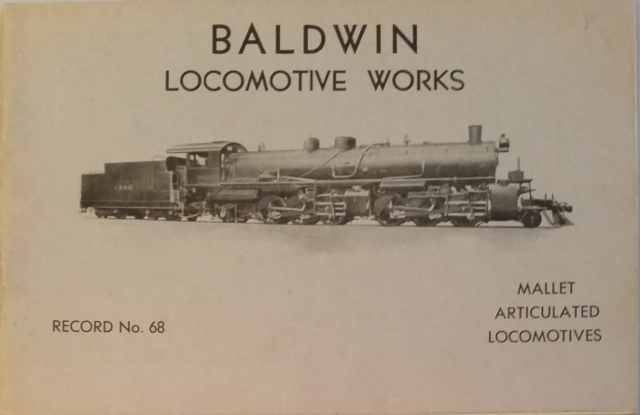 BALDWIN
LOCOMOTIVE WORKS
RECORD No. 68
MALLET
ARTICULATED
LOCOMOTIVES